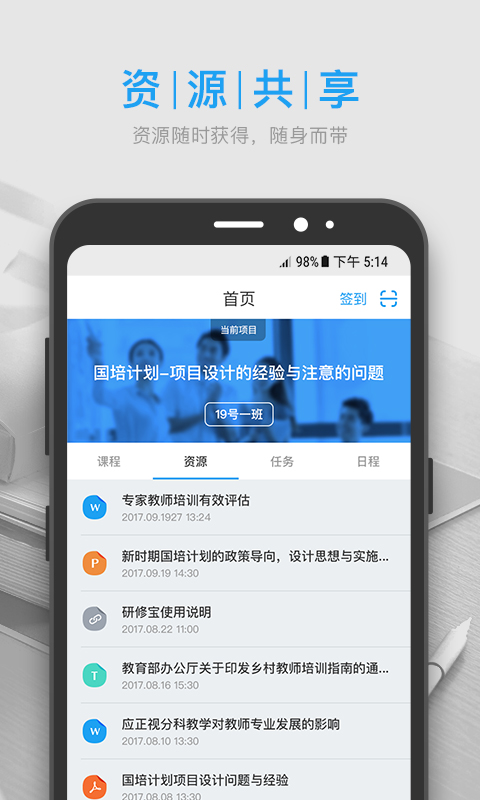 资|源|共|享
资源随时获得，随身而带
98% 下午 5:14
首页
签到
当前项目
国培计划-项目设计的经验与注意的问题
19号一班
课程 资源 任务 日程
W
专家教师培训有效评估
2017.09.1927 13:24
P
新时期国培计划的政策导向，设计思想与实施...
2017.09.19 14:30
研修宝使用说明
2017.08.22 11:00
T
教育部办公厅关于印发乡村教师培训指南的通...
2017.08.16 15:30
W
应正视分科教学对教师专业发展的影响
2017.08.10 13:30
国培计划项目设计问题与经验
2017.08.08 13:30